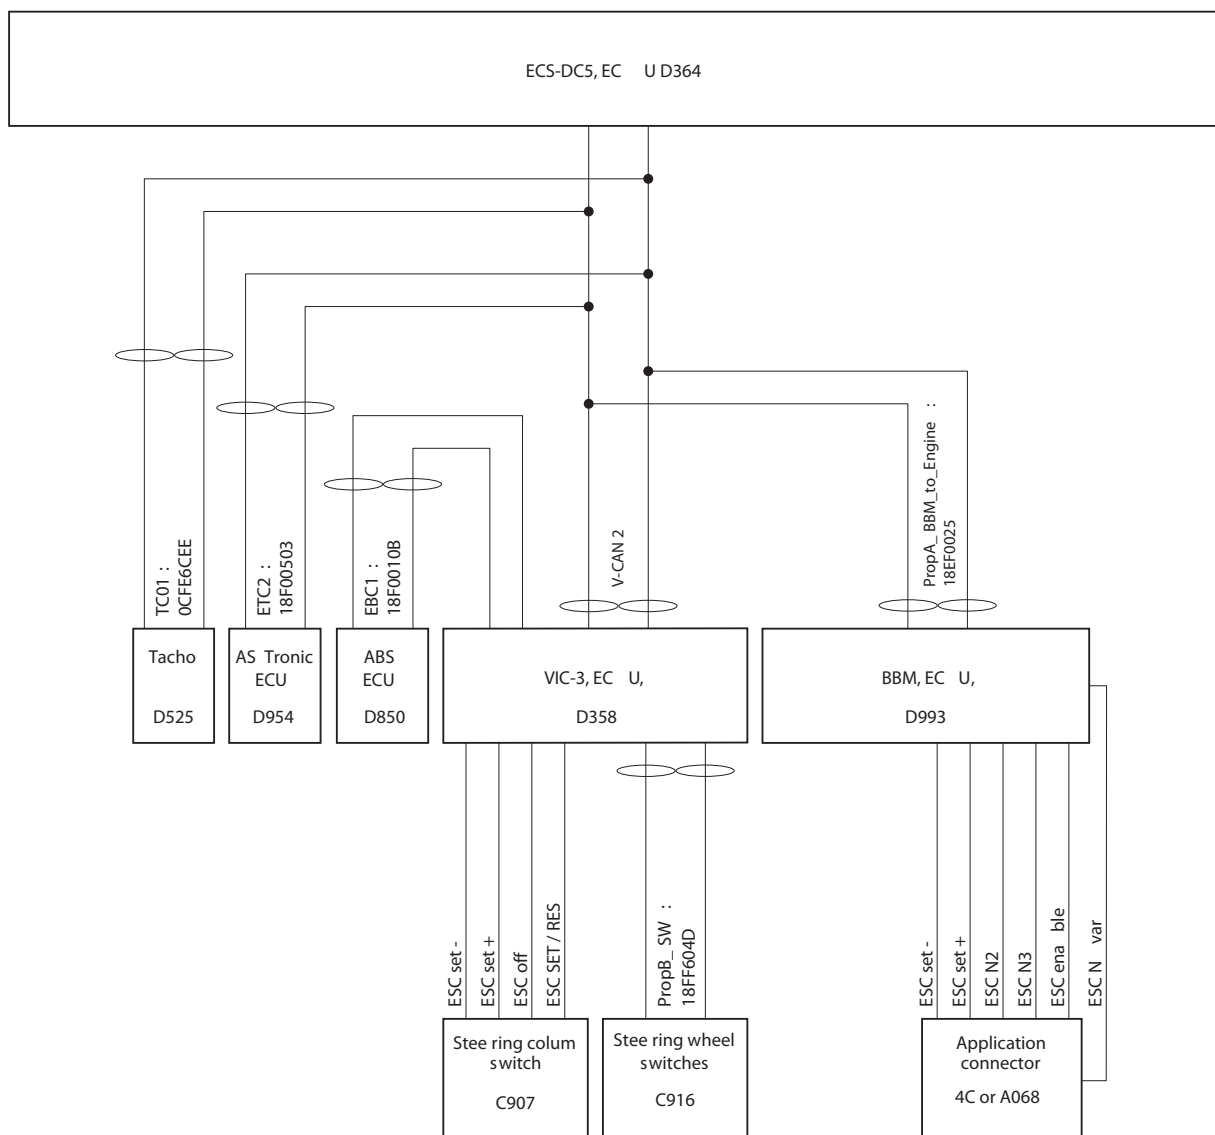 ECS-DC5, EC U D364
PropA_ BBM_to_Engine :
18EF0025
V-CAN 2
TC01 :
0CFE6CEE
ETC2 :
18F00503
EBC1 :
18F0010B
Tacho
D525
AS Tronic
ECU
D954
ABS
ECU
D850
VIC-3, EC U,
D358
BBM, EC U,
D993
ESC set -
ESC set +
ESC off
ESC SET / RES
PropB_ SW :
18FF604D
ESC set -
ESC set +
ESC N2
ESC N3
ESC ena ble
ESC N var
Stee ring colum
switch
C907
Stee ring wheel
switches
C916
Application
connector
4C or A068